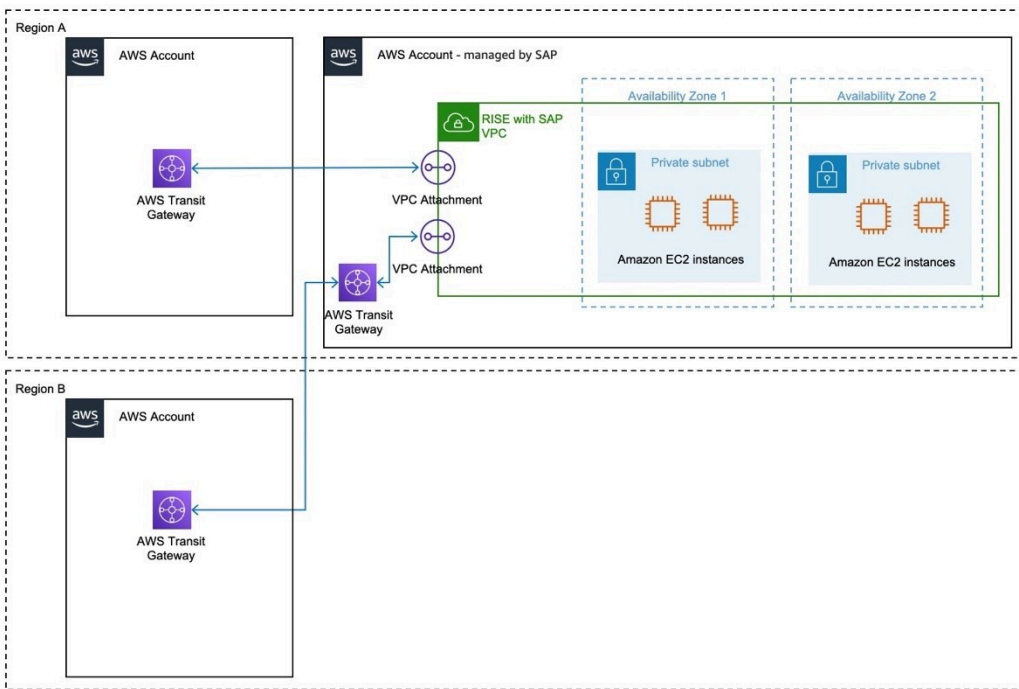 Region A
aws
AWS Account
aws
AWS Account - managed by SAP
Availability Zone 1
Availability Zone 2
RISE with SAP
VPC
Private subnet
Private subnet
AWS Transit
Gateway
VPC Attachment
Amazon EC2 instances
Amazon EC2 instances
VPC Attachment
AWS Transit
Gateway
Region B
aws
AWS Account
AWS Transit
Gateway